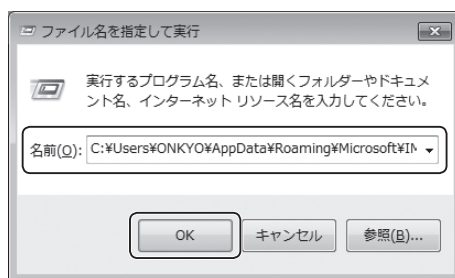 ファイル名を指定して実行
実行するプログラム名、または開くフォルダーやドキュメ
ント名、インターネット リソース名を入力してください。
名前(O): C:¥Users¥ONKYO¥AppData¥Roaming¥Microsoft¥IM
OK キャンセル 参照(B)...